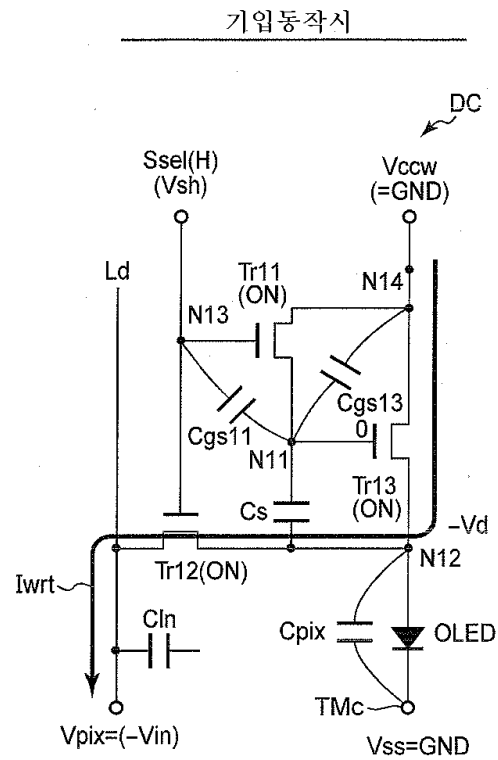 기입동작시
DC
Ssel(H)
(Vsh)
Vccw
(=GND)
Ld
Tr11
(ON)
N14
N13
Cgs13
Cgs11
0
N11
Tr13
(ON)
Cs
-Vd
Tr12(ON)
N12
Iwrt
Cln
Cpix
OLED
TMc
Vpix=(-Vin)
Vss=GND